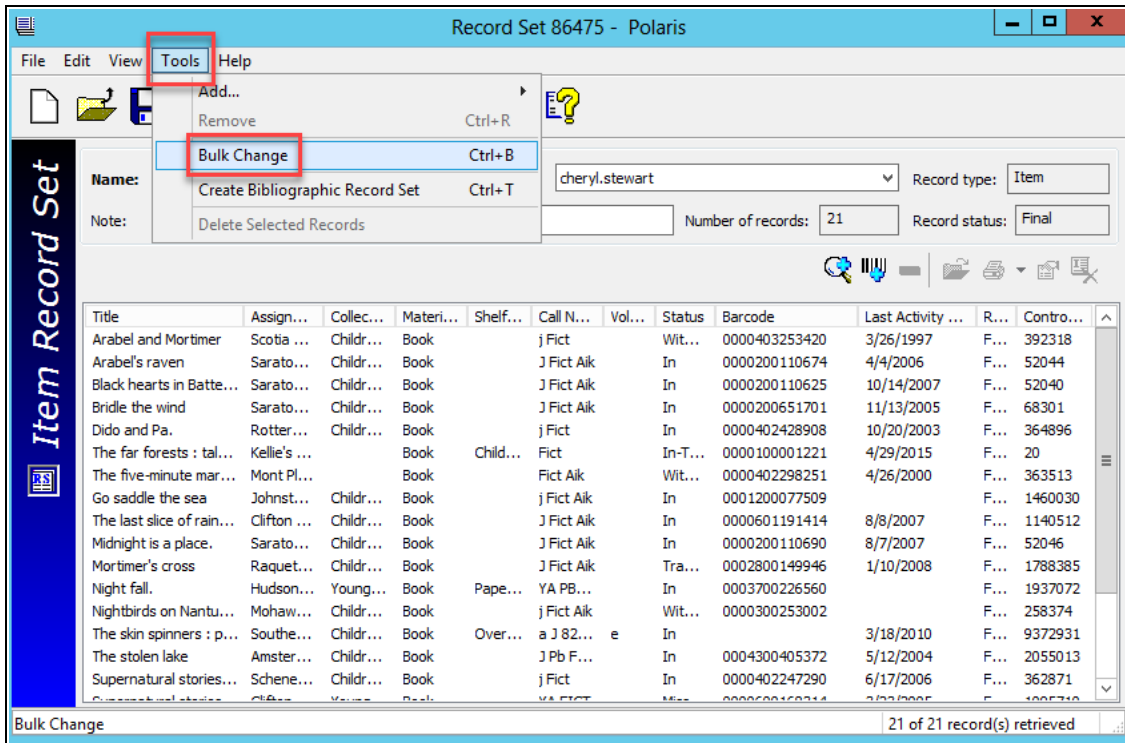 Record Set 86475 - Polaris
File Edit View Tools Help
Add...
Remove Ctrl+R
Bulk Change Ctrl+B
Create Bibliographic Record Set Ctrl+T
Delete Selected Records
Item Record Set
RS
Name: cheryl.stewart Record type: Item
Note: Number of records: 21 Record status: Final
Title Assign... Collec... Materi... Shelf... Call N... Vol... Status Barcode Last Activity ... R... Contro...
Arabel and Mortimer Scotia ... Childr... Book j Fict Wit... 0000403253420 3/26/1997 F... 392318
Arabel's raven Sarato... Childr... Book J Fict Aik In 0000200110674 4/4/2006 F... 52044
Black hearts in Batte... Sarato... Childr... Book J Fict Aik In 0000200110625 10/14/2007 F... 52040
Bridle the wind Sarato... Childr... Book J Fict Aik In 0000200651701 11/13/2005 F... 68301
Dido and Pa. Rotter... Childr... Book j Fict In 0000402428908 10/20/2003 F... 364896
The far forests : tal... Kellie's ... Book Child... Fict In-T... 0000100001221 4/29/2015 F... 20
The five-minute mar... Mont Pl... Book Fict Aik Wit... 0000402298251 4/26/2000 F... 363513
Go saddle the sea Johnst... Childr... Book j Fict Aik In 0001200077509 F... 1460030
The last slice of rain... Clifton ... Childr... Book J Fict Aik In 0000601191414 8/8/2007 F... 1140512
Midnight is a place. Sarato... Childr... Book J Fict Aik In 0000200110690 8/7/2007 F... 52046
Mortimer's cross Raquet... Childr... Book J Fict Aik Tra... 0002800149946 1/10/2008 F... 1788385
Night fall. Hudson... Young... Book Pape... YA PB... In 0003700226560 F... 1937072
Nightbirds on Nantu... Mohaw... Childr... Book j Fict Aik Wit... 0000300253002 F... 258374
The skin spinners : p... Southe... Childr... Book Over... a J 82... e In 3/18/2010 F... 9372931
The stolen lake Amster... Childr... Book J Pb F... In 0004300405372 5/12/2004 F... 2055013
Supernatural stories... Schene... Childr... Book j Fict In 0000402247290 6/17/2006 F... 362871
Bulk Change 21 of 21 record(s) retrieved